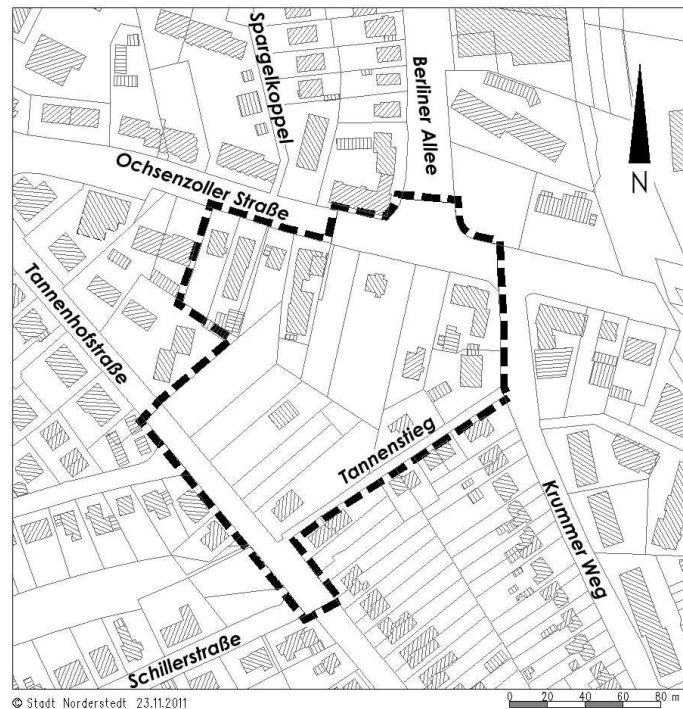 Spargelkoppel
Berliner Allee
Ochsenzoller Straße
N
Tannenhofstraße
Tannenstieg
Krummer Weg
Schillerstraße
© Stadt Norderstedt 23.11.2011
0 20 40 60 80 m